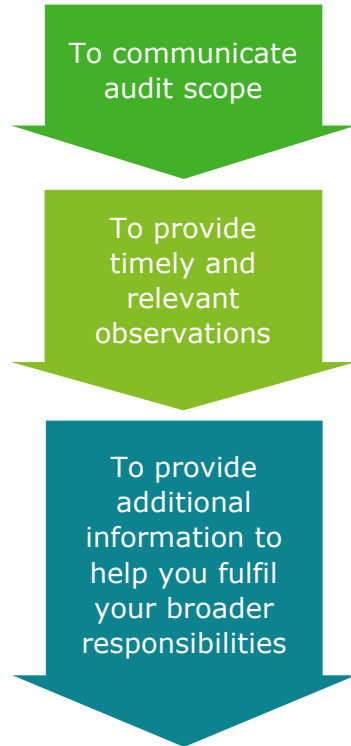 To communicate
audit scope
To provide
timely and
relevant
observations
To provide
additional
information to
help you fulfil
your broader
responsibilities